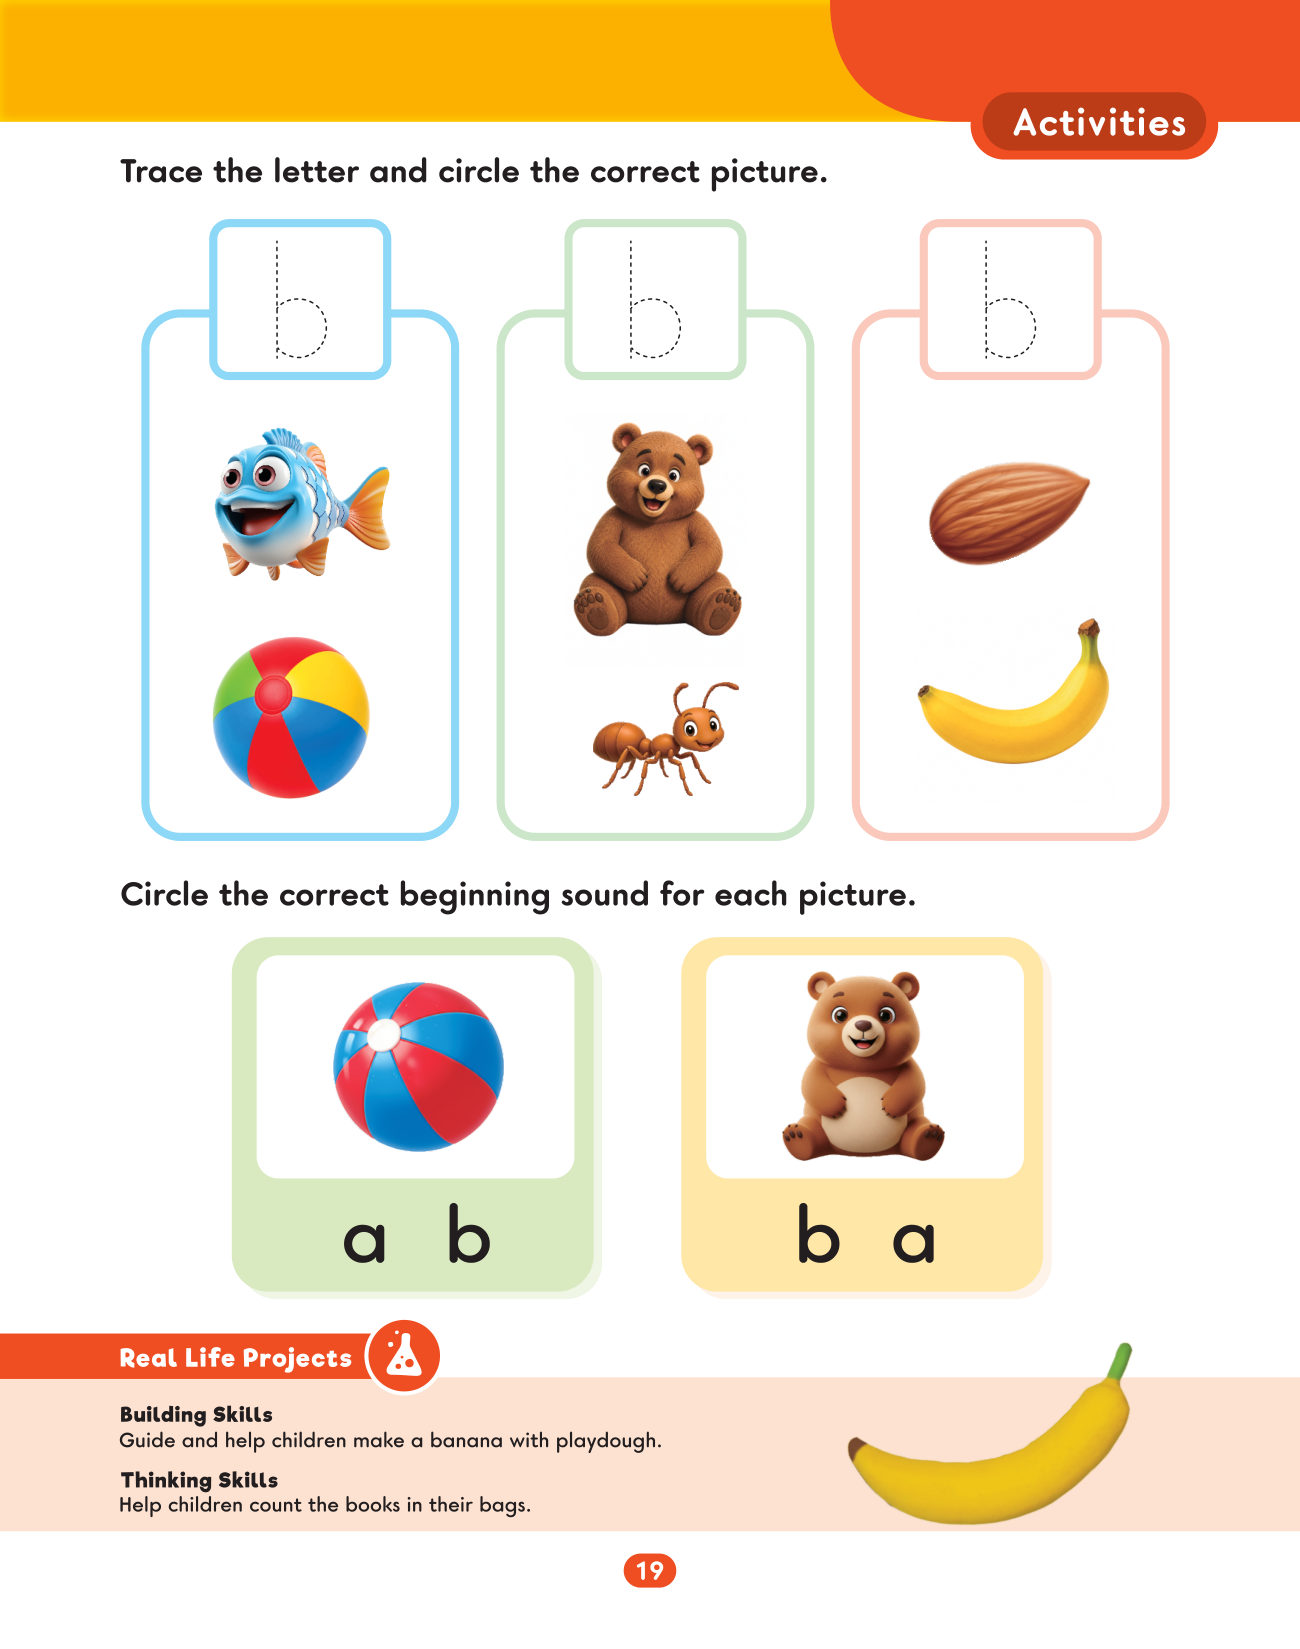 Activities
Trace the letter and circle the correct picture.
b b b
Circle the correct beginning sound for each picture.
a b b a
Real Life Projects
Building Skills
Guide and help children make a banana with playdough.
Thinking Skills
Help children count the books in their bags.
19